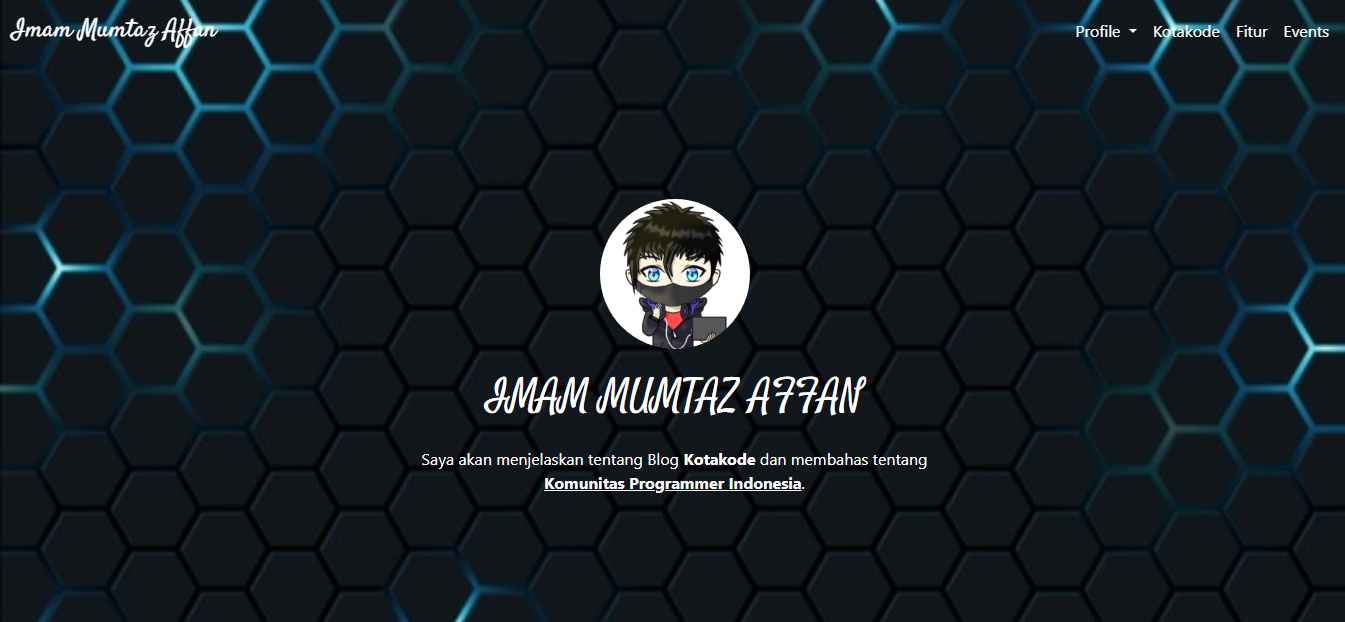 Imam Mumtaz Affan
Profile Kotakode Fitur Events
IMAM MUMTAZ AFFAN
Saya akan menjelaskan tentang Blog Kotakode dan membahas tentang
Komunitas Programmer Indonesia.